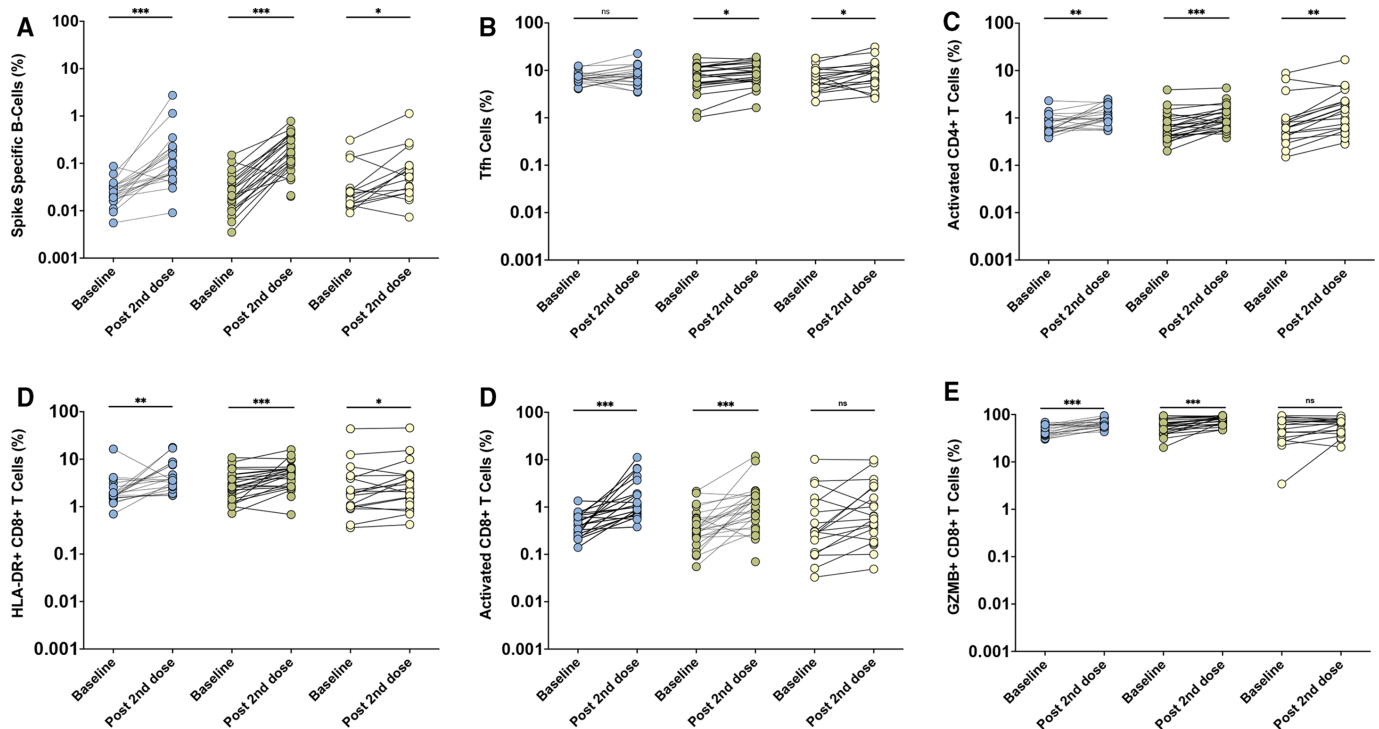 A
Spike Specific B-Cells (%)
100
10
1
0.1
0.01
0.001
*** *** *
Baseline Post 2nd dose Baseline Post 2nd dose Baseline Post 2nd dose
B
Tfh Cells (%)
100
10
1
0.1
0.01
0.001
ns * *
Baseline Post 2nd dose Baseline Post 2nd dose Baseline Post 2nd dose
C
Activated CD4+ T Cells (%)
100
10
1
0.1
0.01
0.001
** *** **
Baseline Post 2nd dose Baseline Post 2nd dose Baseline Post 2nd dose
D
HLA-DR+ CD8+ T Cells (%)
100
10
1
0.1
0.01
0.001
** *** *
Baseline Post 2nd dose Baseline Post 2nd dose Baseline Post 2nd dose
D
Activated CD8+ T Cells (%)
100
10
1
0.1
0.01
0.001
*** *** ns
Baseline Post 2nd dose Baseline Post 2nd dose Baseline Post 2nd dose
E
GZMB+ CD8+ T Cells (%)
100
10
1
0.1
0.01
0.001
*** *** ns
Baseline Post 2nd dose Baseline Post 2nd dose Baseline Post 2nd dose